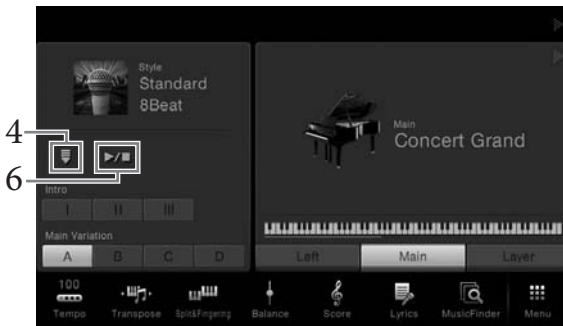 Style
Standard
8Beat
4
6
Intro
I II III
Main Variation
A B C D
Main
Concert Grand
Left Main Layer
100
Tempo Transpose Split&Fingering Balance Score Lyrics MusicFinder Menu